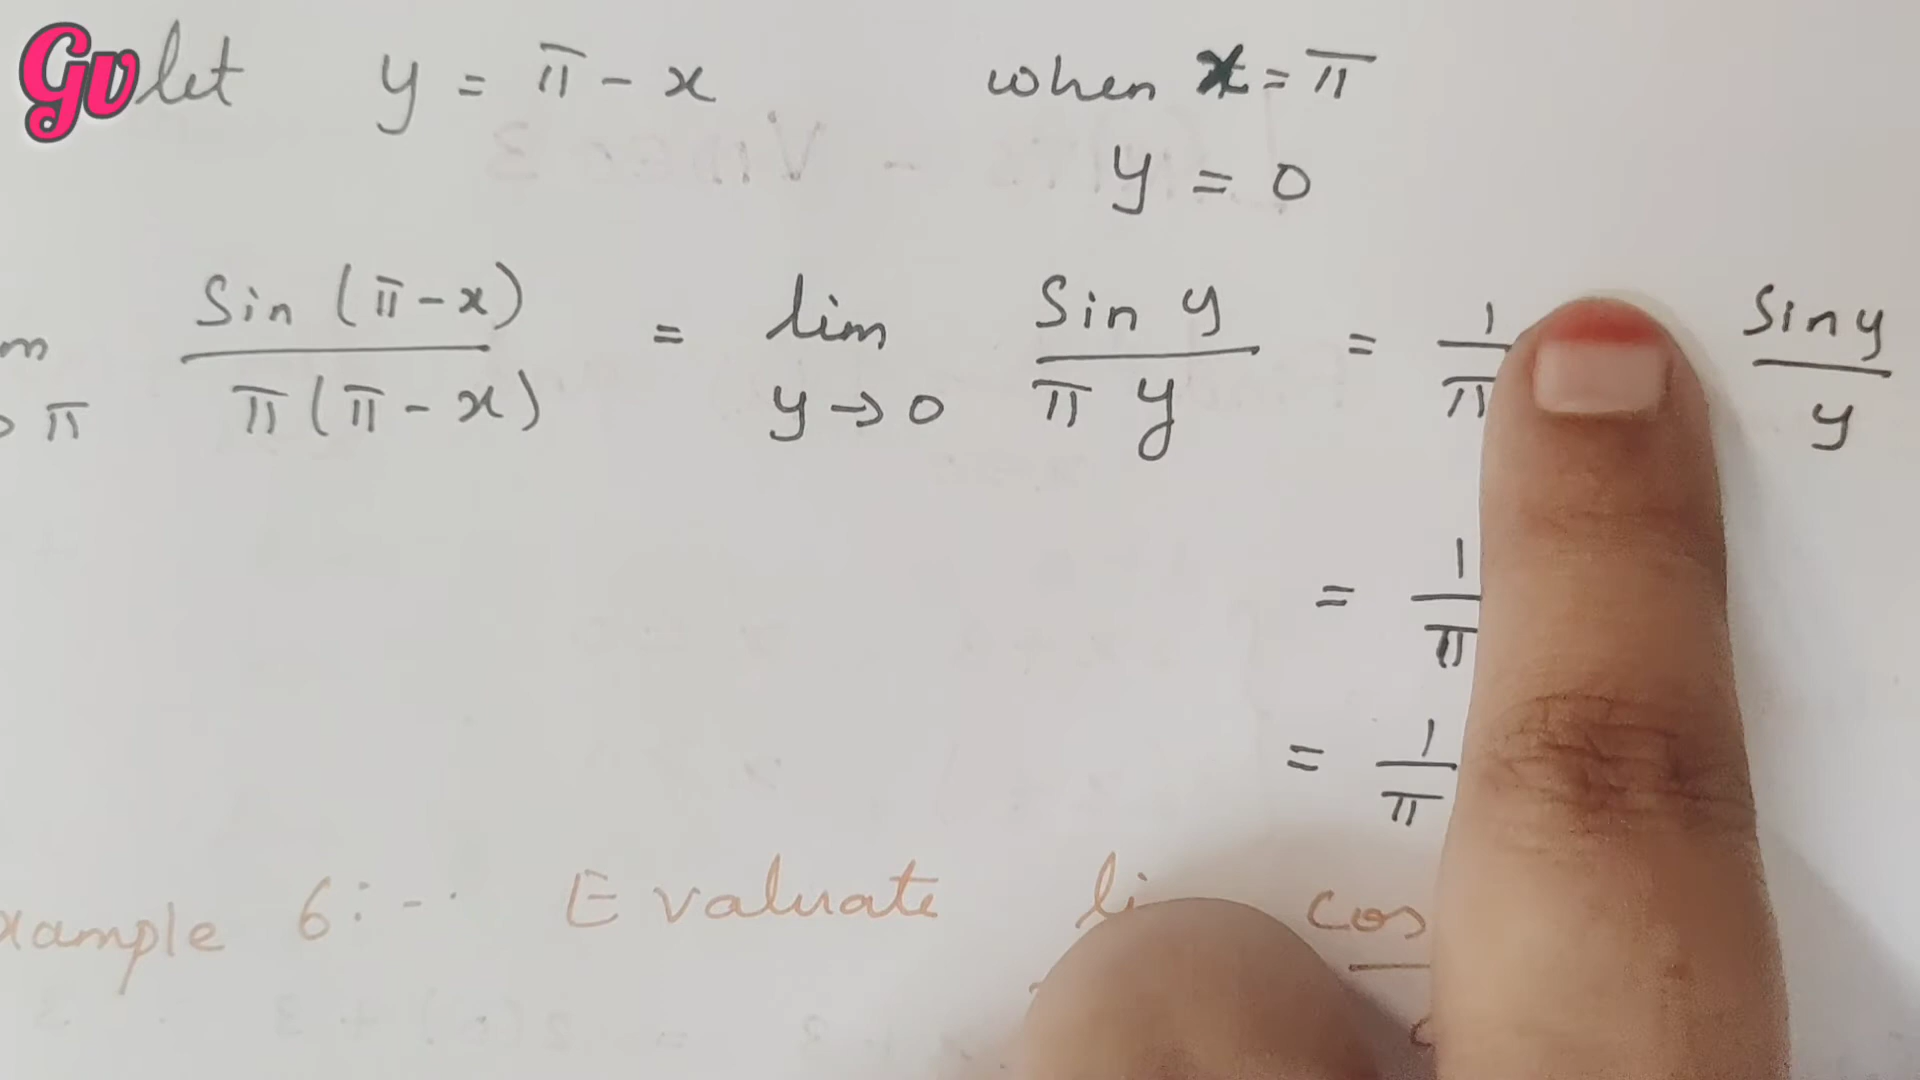 Gv let y = π - x when x = π
y = 0
m Sin (π-x) = lim Sin y = 1 Sin y
π π(π-x) y→0 π y π y
= 1
π
= 1
π
xample 6:-- Evaluate cos